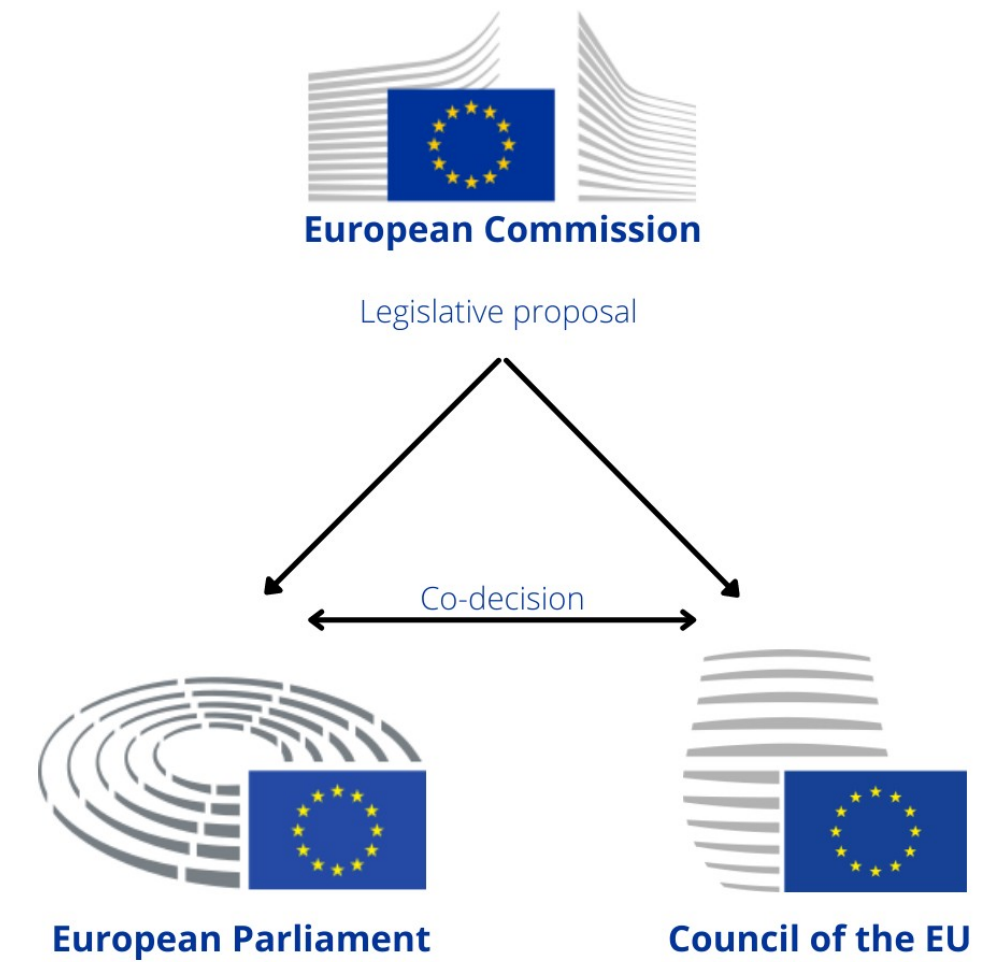 European Commission
Legislative proposal
Co-decision
European Parliament
Council of the EU